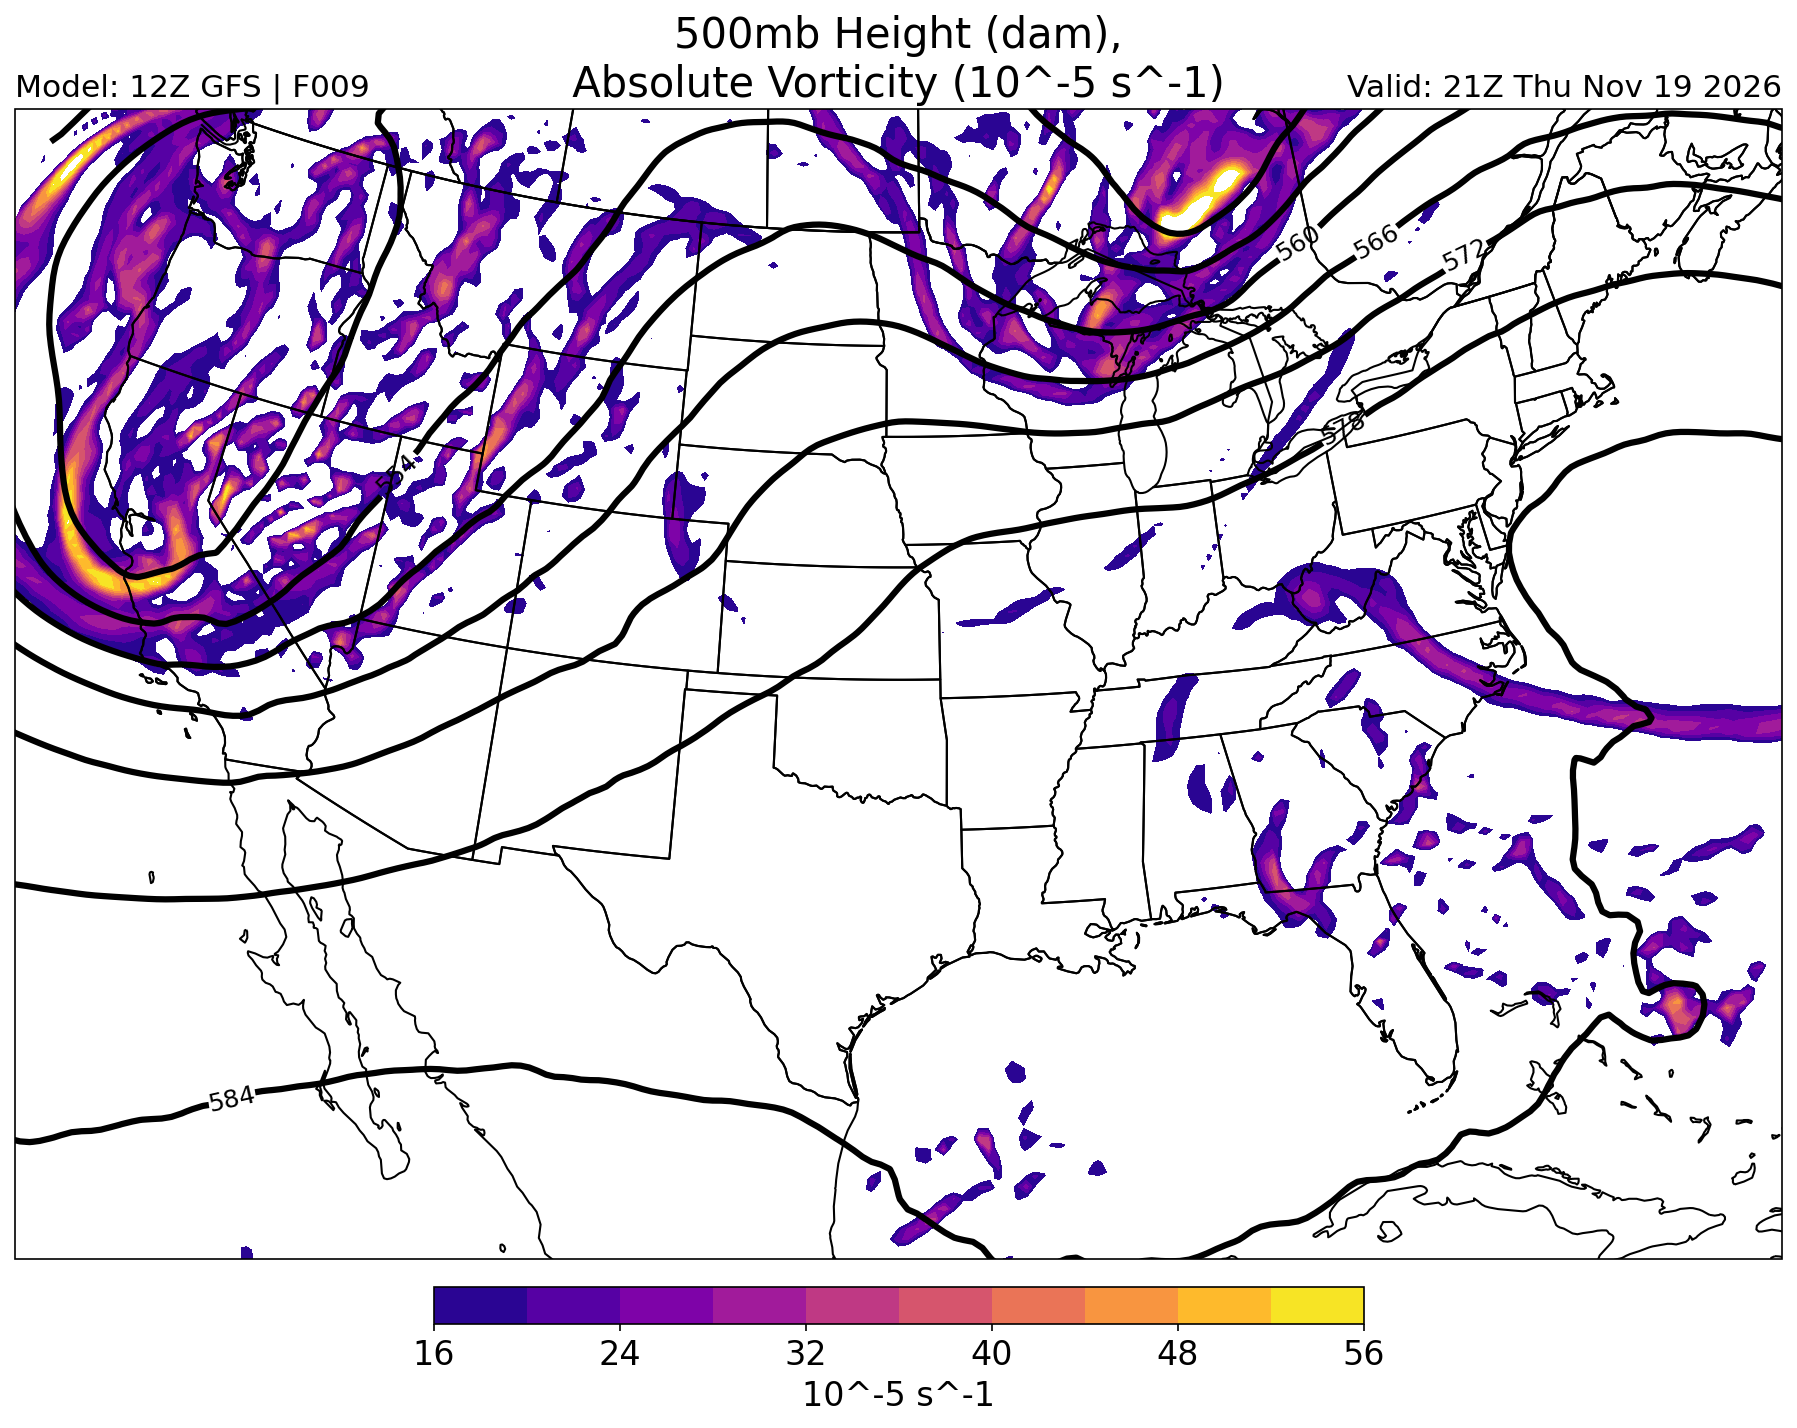 500mb Height (dam),
Absolute Vorticity (10^-5 s^-1)
Model: 12Z GFS | F009
Valid: 21Z Thu Nov 19 2026
560
566
572
578
554
584
16 24 32 40 48 56
10^-5 s^-1